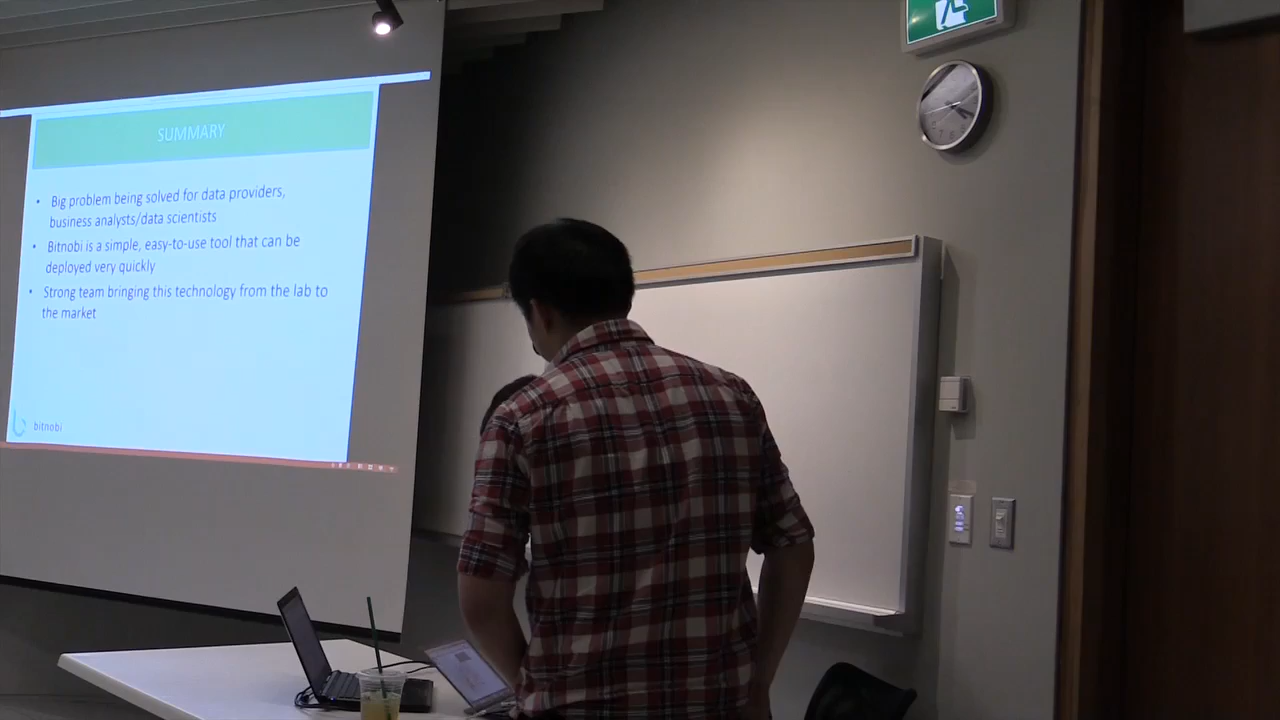 SUMMARY
• Big problem being solved for data providers,
business analysts/data scientists
• Bitnobi is a simple, easy-to-use tool that can be
deployed very quickly
• Strong team bringing this technology from the lab to
the market
bitnobi